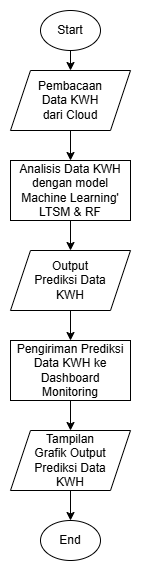 Start
Pembacaan
Data KWH
dari Cloud
Analisis Data KWH
dengan model
Machine Learning'
LTSM & RF
Output
Prediksi Data
KWH
Pengiriman Prediksi
Data KWH ke
Dashboard
Monitoring
Tampilan
Grafik Output
Prediksi Data
KWH
End